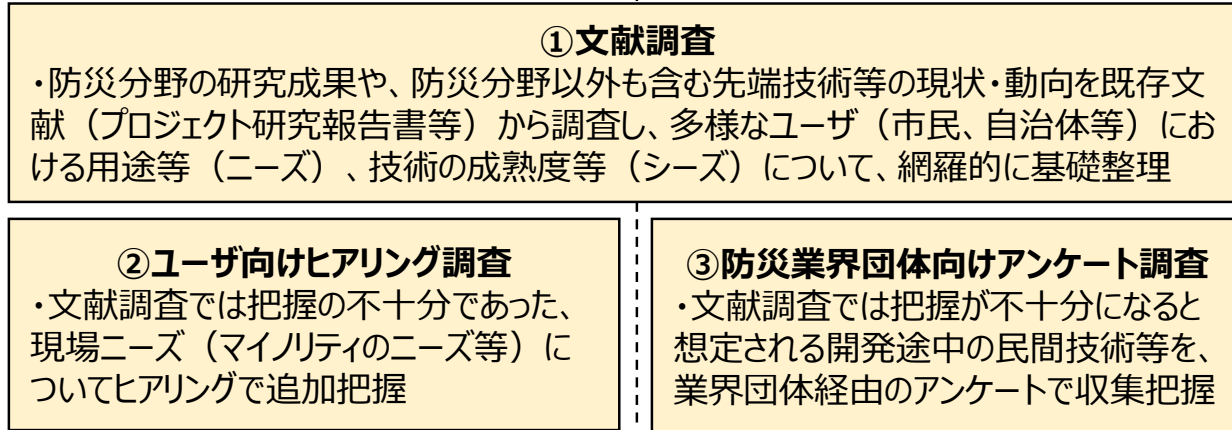 ①文献調査
・防災分野の研究成果や、防災分野以外も含む先端技術等の現状・動向を既存文
献（プロジェクト研究報告書等）から調査し、多様なユーザ（市民、自治体等）にお
ける用途等（ニーズ）、技術の成熟度等（シーズ）について、網羅的に基礎整理
②ユーザ向けヒアリング調査
・文献調査では把握の不十分であった、
現場ニーズ（マイノリティのニーズ等）に
ついてヒアリングで追加把握
③防災業界団体向けアンケート調査
・文献調査では把握が不十分になると
想定される開発途中の民間技術等を、
業界団体経由のアンケートで収集把握